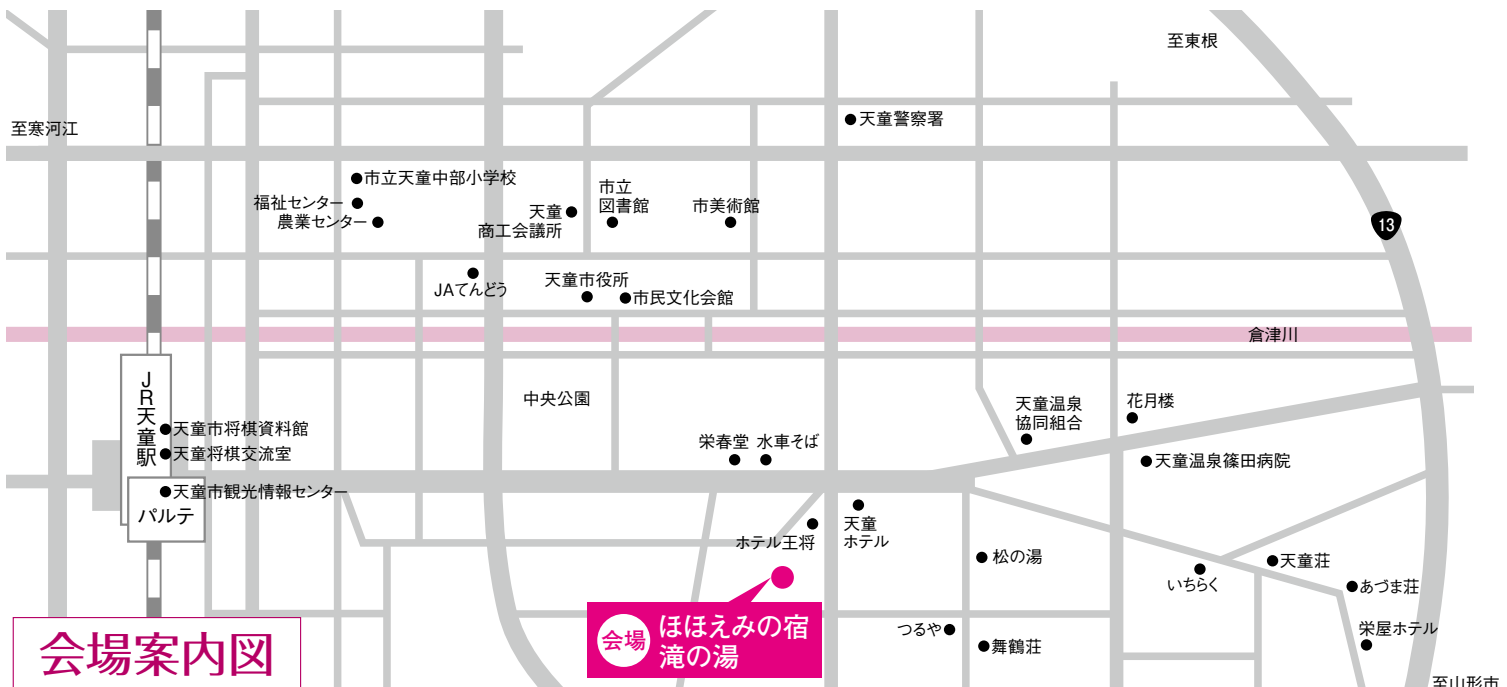 至東根
天童警察署
至寒河江
市立天童中部小学校
福祉センター
農業センター
天童
商工会議所
市立
図書館
市美術館
13
JAてんどう
天童市役所
市民文化会館
倉津川
JR天童駅
天童市将棋資料館
天童将棋交流室
天童市観光情報センター
パルテ
中央公園
栄春堂
水車そば
天童温泉
協同組合
花月楼
天童温泉篠田病院
ホテル王将
天童
ホテル
松の湯
いちらく
天童荘
あづま荘
栄屋ホテル
つるや
舞鶴荘
会場
ほほえみの宿
滝の湯
会場案内図
至山形市